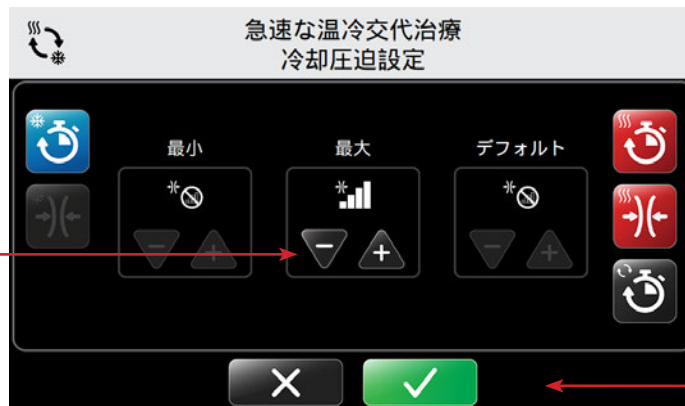 急速な温冷交代治療
冷却圧迫設定
最小
最大
デフォルト